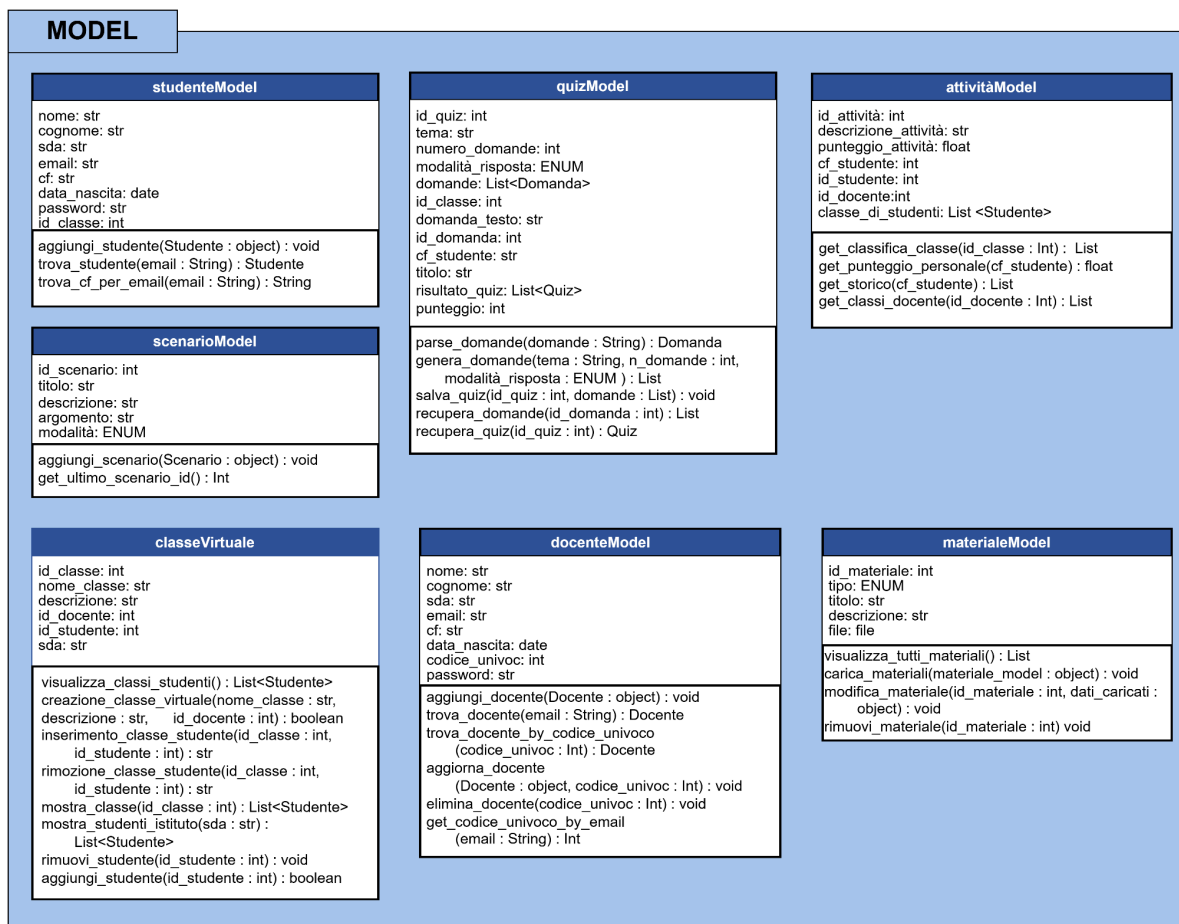 MODEL
studenteModel
nome: str
cognome: str
sda: str
email: str
cf: str
data_nascita: date
password: str
id_classe: int
aggiungi_studente(Studente : object) : void
trova_studente(email : String) : Studente
trova_cf_per_email(email : String) : String
quizModel
id_quiz: int
tema: str
numero_domande: int
modalità_risposta: ENUM
domande: List<Domanda>
id_classe: int
domanda_testo: str
id_domanda: int
cf_studente: str
titolo: str
risultato_quiz: List<Quiz>
punteggio: int
parse_domande(domande : String) : Domanda
genera_domande(tema : String, n_domande : int,
modalità_risposta : ENUM ) : List
salva_quiz(id_quiz : int, domande : List) : void
recupera_domande(id_domanda : int) : List
recupera_quiz(id_quiz : int) : Quiz
attivitàModel
id_attività: int
descrizione_attività: str
punteggio_attività: float
cf_studente: int
id_studente: int
id_docente:int
classe_di_studenti: List <Studente>
get_classifica_classe(id_classe : Int) : List
get_punteggio_personale(cf_studente) : float
get_storico(cf_studente) : List
get_classi_docente(id_docente : Int) : List
scenarioModel
id_scenario: int
titolo: str
descrizione: str
argomento: str
modalità: ENUM
aggiungi_scenario(Scenario : object) : void
get_ultimo_scenario_id() : Int
classeVirtuale
id_classe: int
nome_classe: str
descrizione: str
id_docente: int
id_studente: int
sda: str
visualizza_classi_studenti() : List<Studente>
creazione_classe_virtuale(nome_classe : str,
descrizione : str, id_docente : int) : boolean
inserimento_classe_studente(id_classe : int,
id_studente : int) : str
rimozione_classe_studente(id_classe : int,
id_studente : int) : str
mostra_classe(id_classe : int) : List<Studente>
mostra_studenti_istituto(sda : str) :
List<Studente>
rimuovi_studente(id_studente : int) : void
aggiungi_studente(id_studente : int) : boolean
docenteModel
nome: str
cognome: str
sda: str
email: str
cf: str
data_nascita: date
codice_univoc: int
password: str
aggiungi_docente(Docente : object) : void
trova_docente(email : String) : Docente
trova_docente_by_codice_univoco
(codice_univoc : Int) : Docente
aggiorna_docente
(Docente : object, codice_univoc : Int) : void
elimina_docente(codice_univoc : Int) : void
get_codice_univoco_by_email
(email : String) : Int
materialeModel
id_materiale: int
tipo: ENUM
titolo: str
descrizione: str
file: file
visualizza_tutti_materiali() : List
carica_materiali(materiale_model : object) : void
modifica_materiale(id_materiale : int, dati_caricati :
object) : void
rimuovi_materiale(id_materiale : int) void